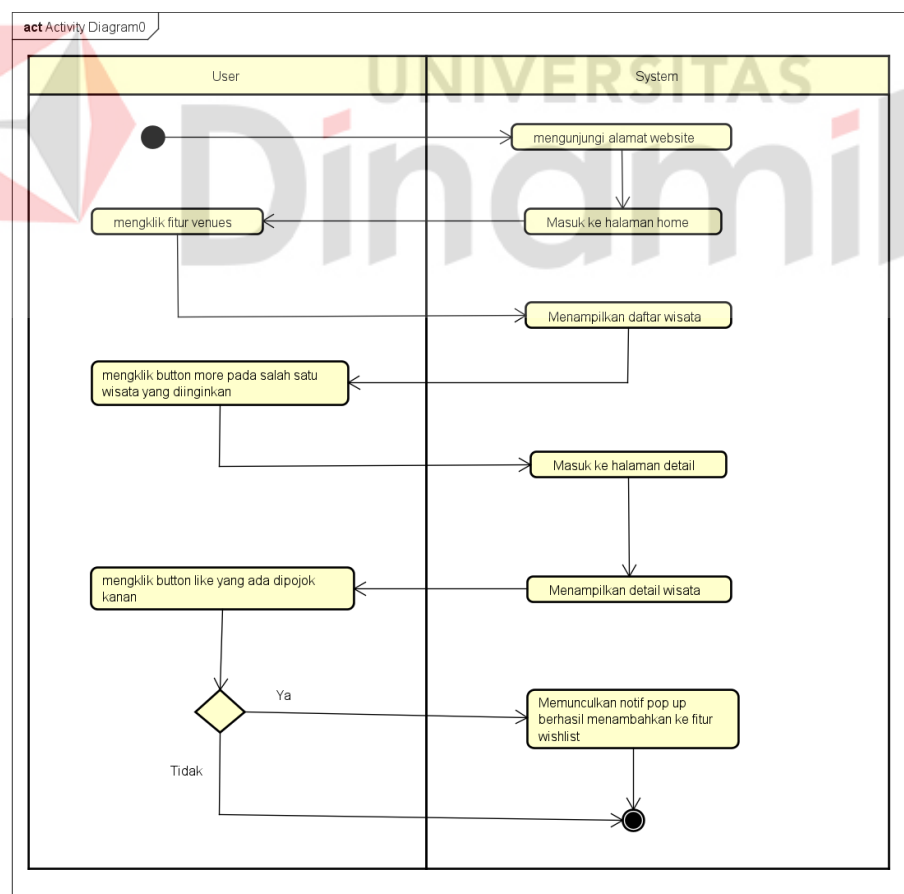 act Activity Diagram0
UNIVERSITAS
Dinami
User
System
mengunjungi alamat website
mengklik fitur venues
Masuk ke halaman home
Menampilkan daftar wisata
mengklik button more pada salah satu
wisata yang diinginkan
Masuk ke halaman detail
mengklik button like yang ada dipojok
kanan
Menampilkan detail wisata
Ya
Memunculkan notif pop up
berhasil menambahkan ke fitur
wishlist
Tidak